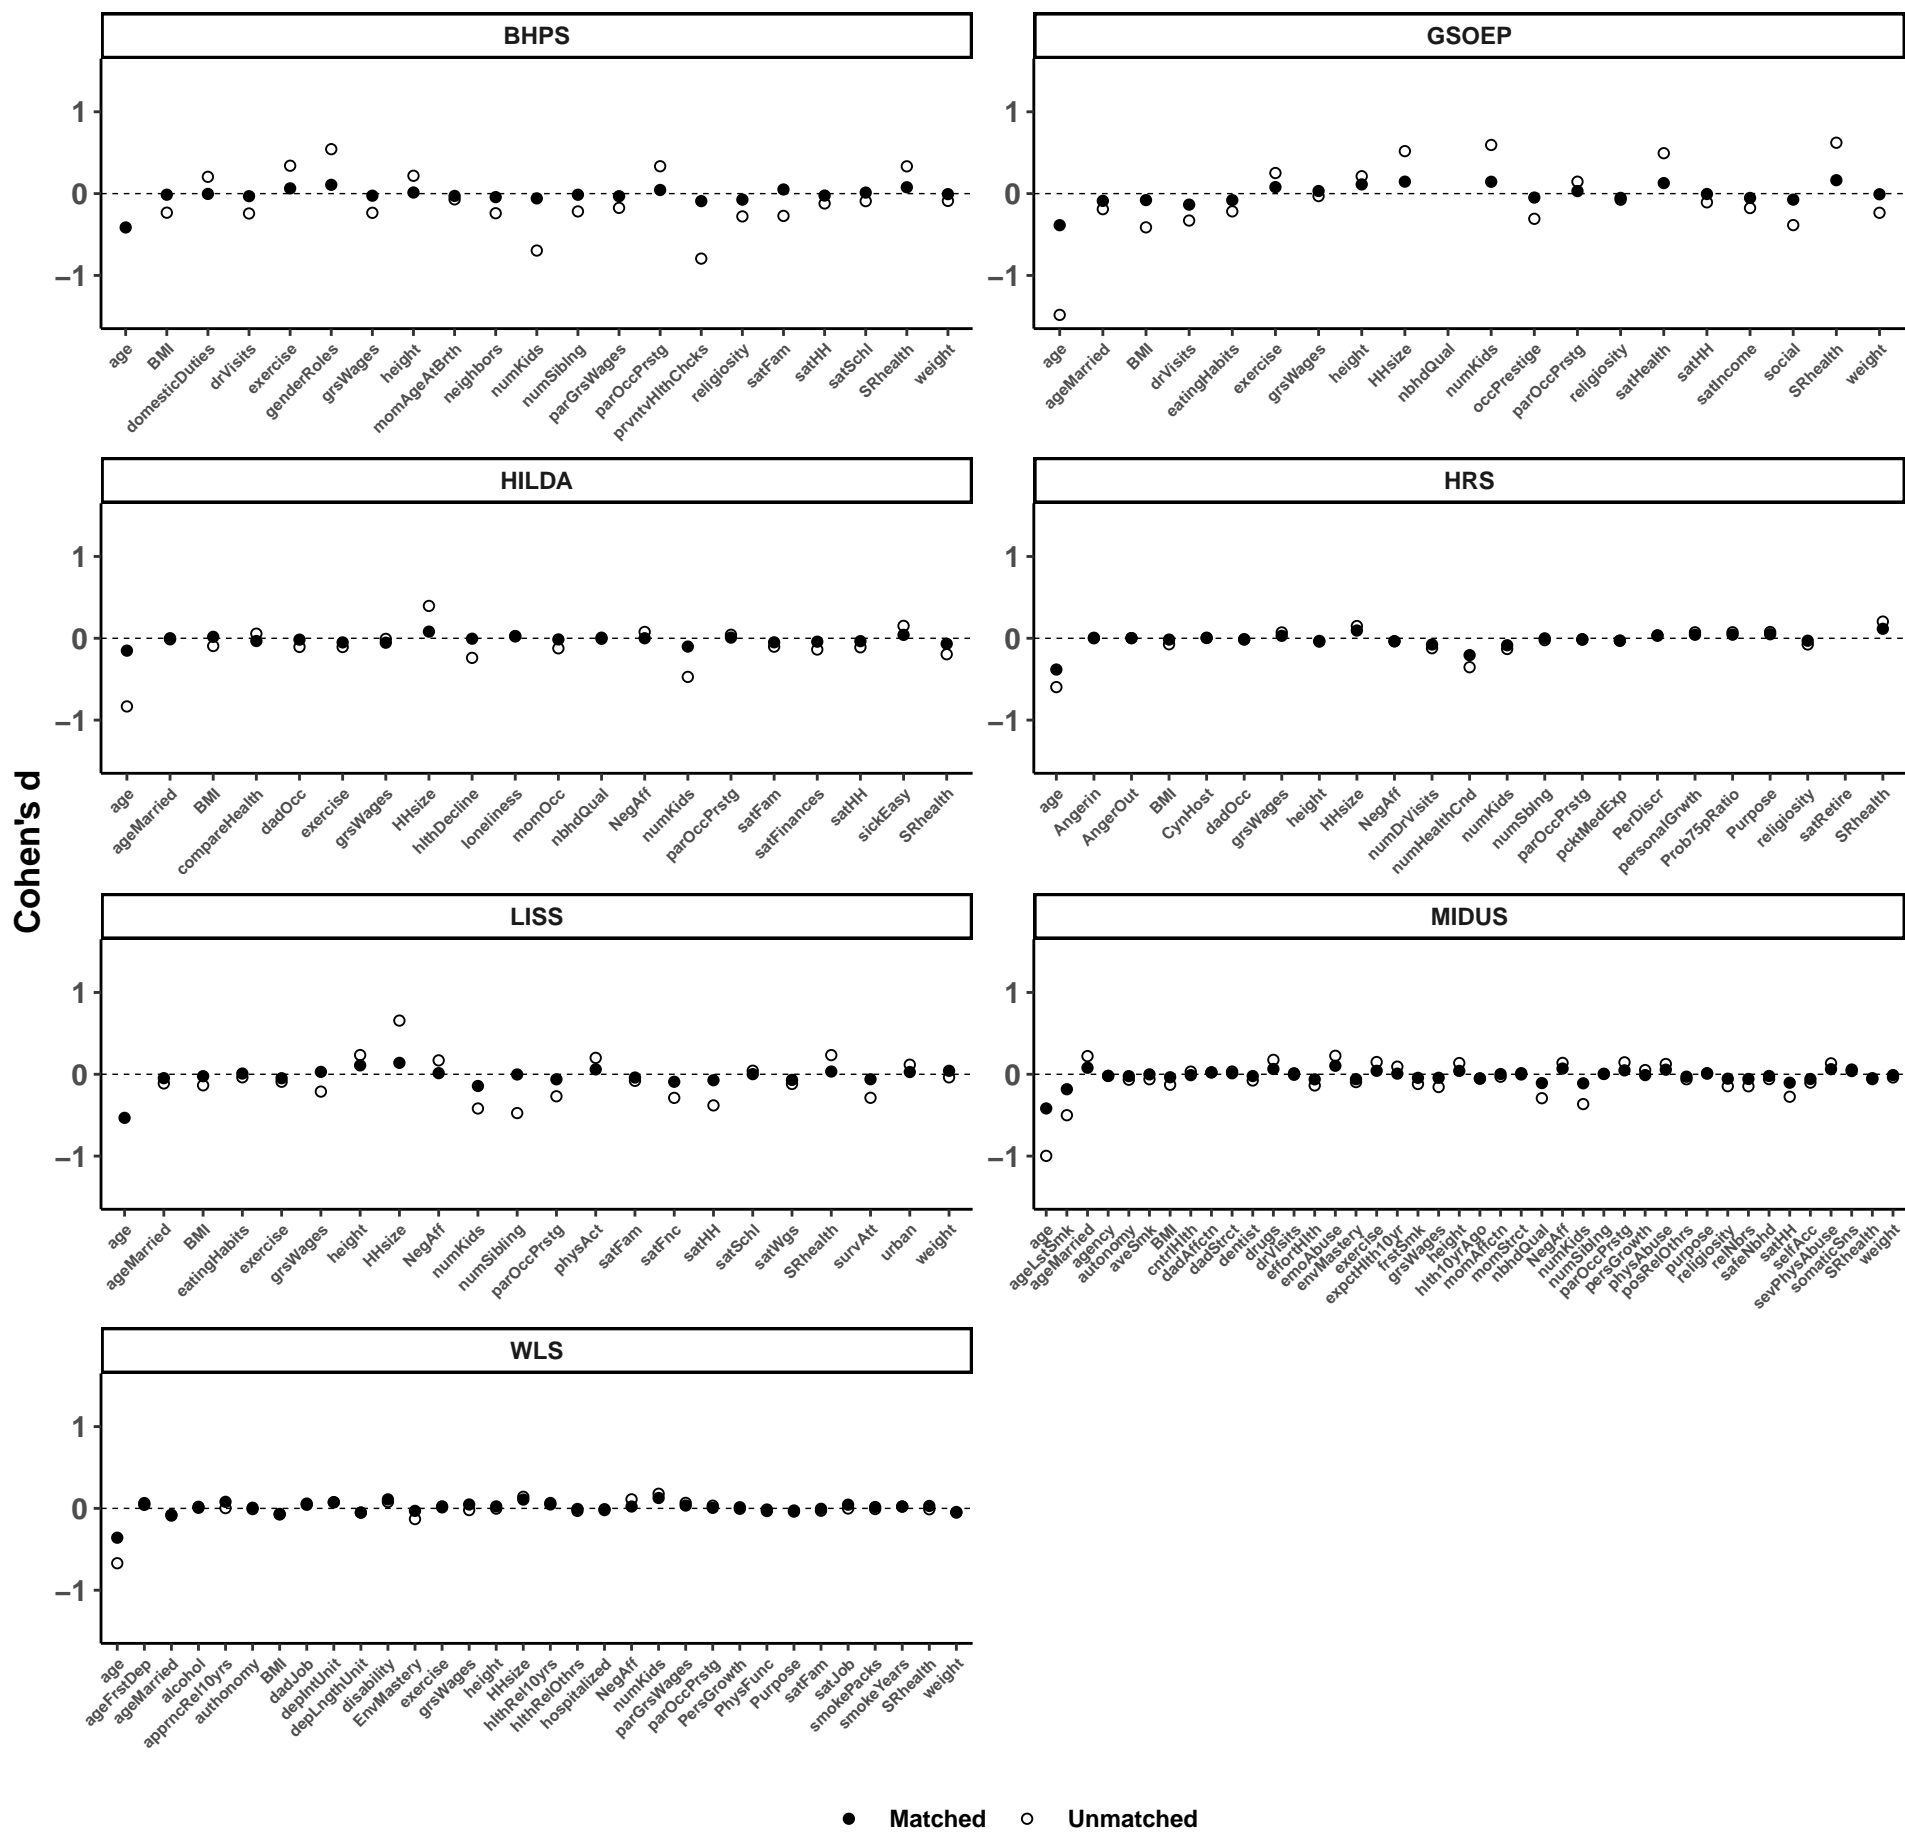 BHPS
GSOEP
1
0
−1
1
0
−1
age
BMI
domesticDuties
drVisits
exercise
genderRoles
grsWages
height
momAgeAtBrth
neighbors
numKids
numSiblng
parGrsWages
parOccPrstg
prvntvHlthChcks
religiosity
satFam
satHH
satSchl
SRhealth
weight
age
ageMarried
BMI
drVisits
eatingHabits
exercise
grsWages
height
HHsize
nbhdQual
numKids
occPrestige
parOccPrstg
religiosity
satHealth
satHH
satIncome
social
SRhealth
weight
HILDA
HRS
1
0
−1
1
0
−1
age
ageMarried
BMI
compareHealth
dadOcc
exercise
grsWages
HHsize
hlthDecline
loneliness
momOcc
nbhdQual
NegAff
numKids
parOccPrstg
satFam
satFinances
satHH
sickEasy
SRhealth
age
Angerin
AngerOut
BMI
CynHost
dadOcc
grsWages
height
HHsize
NegAff
numDrVisits
numHealthCnd
numKids
numSblng
parOccPrstg
pcktMedExp
PerDiscr
personalGrwth
Prob75pRatio
Purpose
religiosity
satRetire
SRhealth
Cohen's d
LISS
MIDUS
1
0
−1
1
0
−1
age
ageMarried
BMI
eatingHabits
exercise
grsWages
height
HHsize
NegAff
numKids
numSibling
parOccPrstg
physAct
satFam
satFnc
satHH
satSchl
satWgs
SRhealth
survAtt
urban
weight
age
ageLstSmk
ageMarried
agency
autonomy
aveSmk
BMI
cntrlHlth
dadAffctn
dadStrct
dentist
drugs
drVisits
effortHlth
emoAbuse
envMastery
exercise
expctHlth10yr
frstSmk
grsWages
height
hlth10yrAgo
momAffctn
momStrct
nbhdQual
NegAff
numKids
numSiblng
parOccPrstg
persGrowth
physAbuse
posRelOthrs
purpose
religiosity
relNbrs
safeNbhd
satHH
selfAcc
sevPhysAbuse
somaticSns
SRhealth
weight
WLS
1
0
−1
age
ageFrstDep
ageMarried
alcohol
apprncRel10yrs
authonomy
BMI
dadJob
depIntUnit
depLngthUnit
disability
EnvMastery
exercise
grsWages
height
HHsize
hlthRel10yrs
hlthRelOthrs
hospitalized
NegAff
numKids
parGrsWages
parOccPrstg
PersGrowth
PhysFunc
Purpose
satFam
satJob
smokePacks
smokeYears
SRhealth
weight
Matched
Unmatched